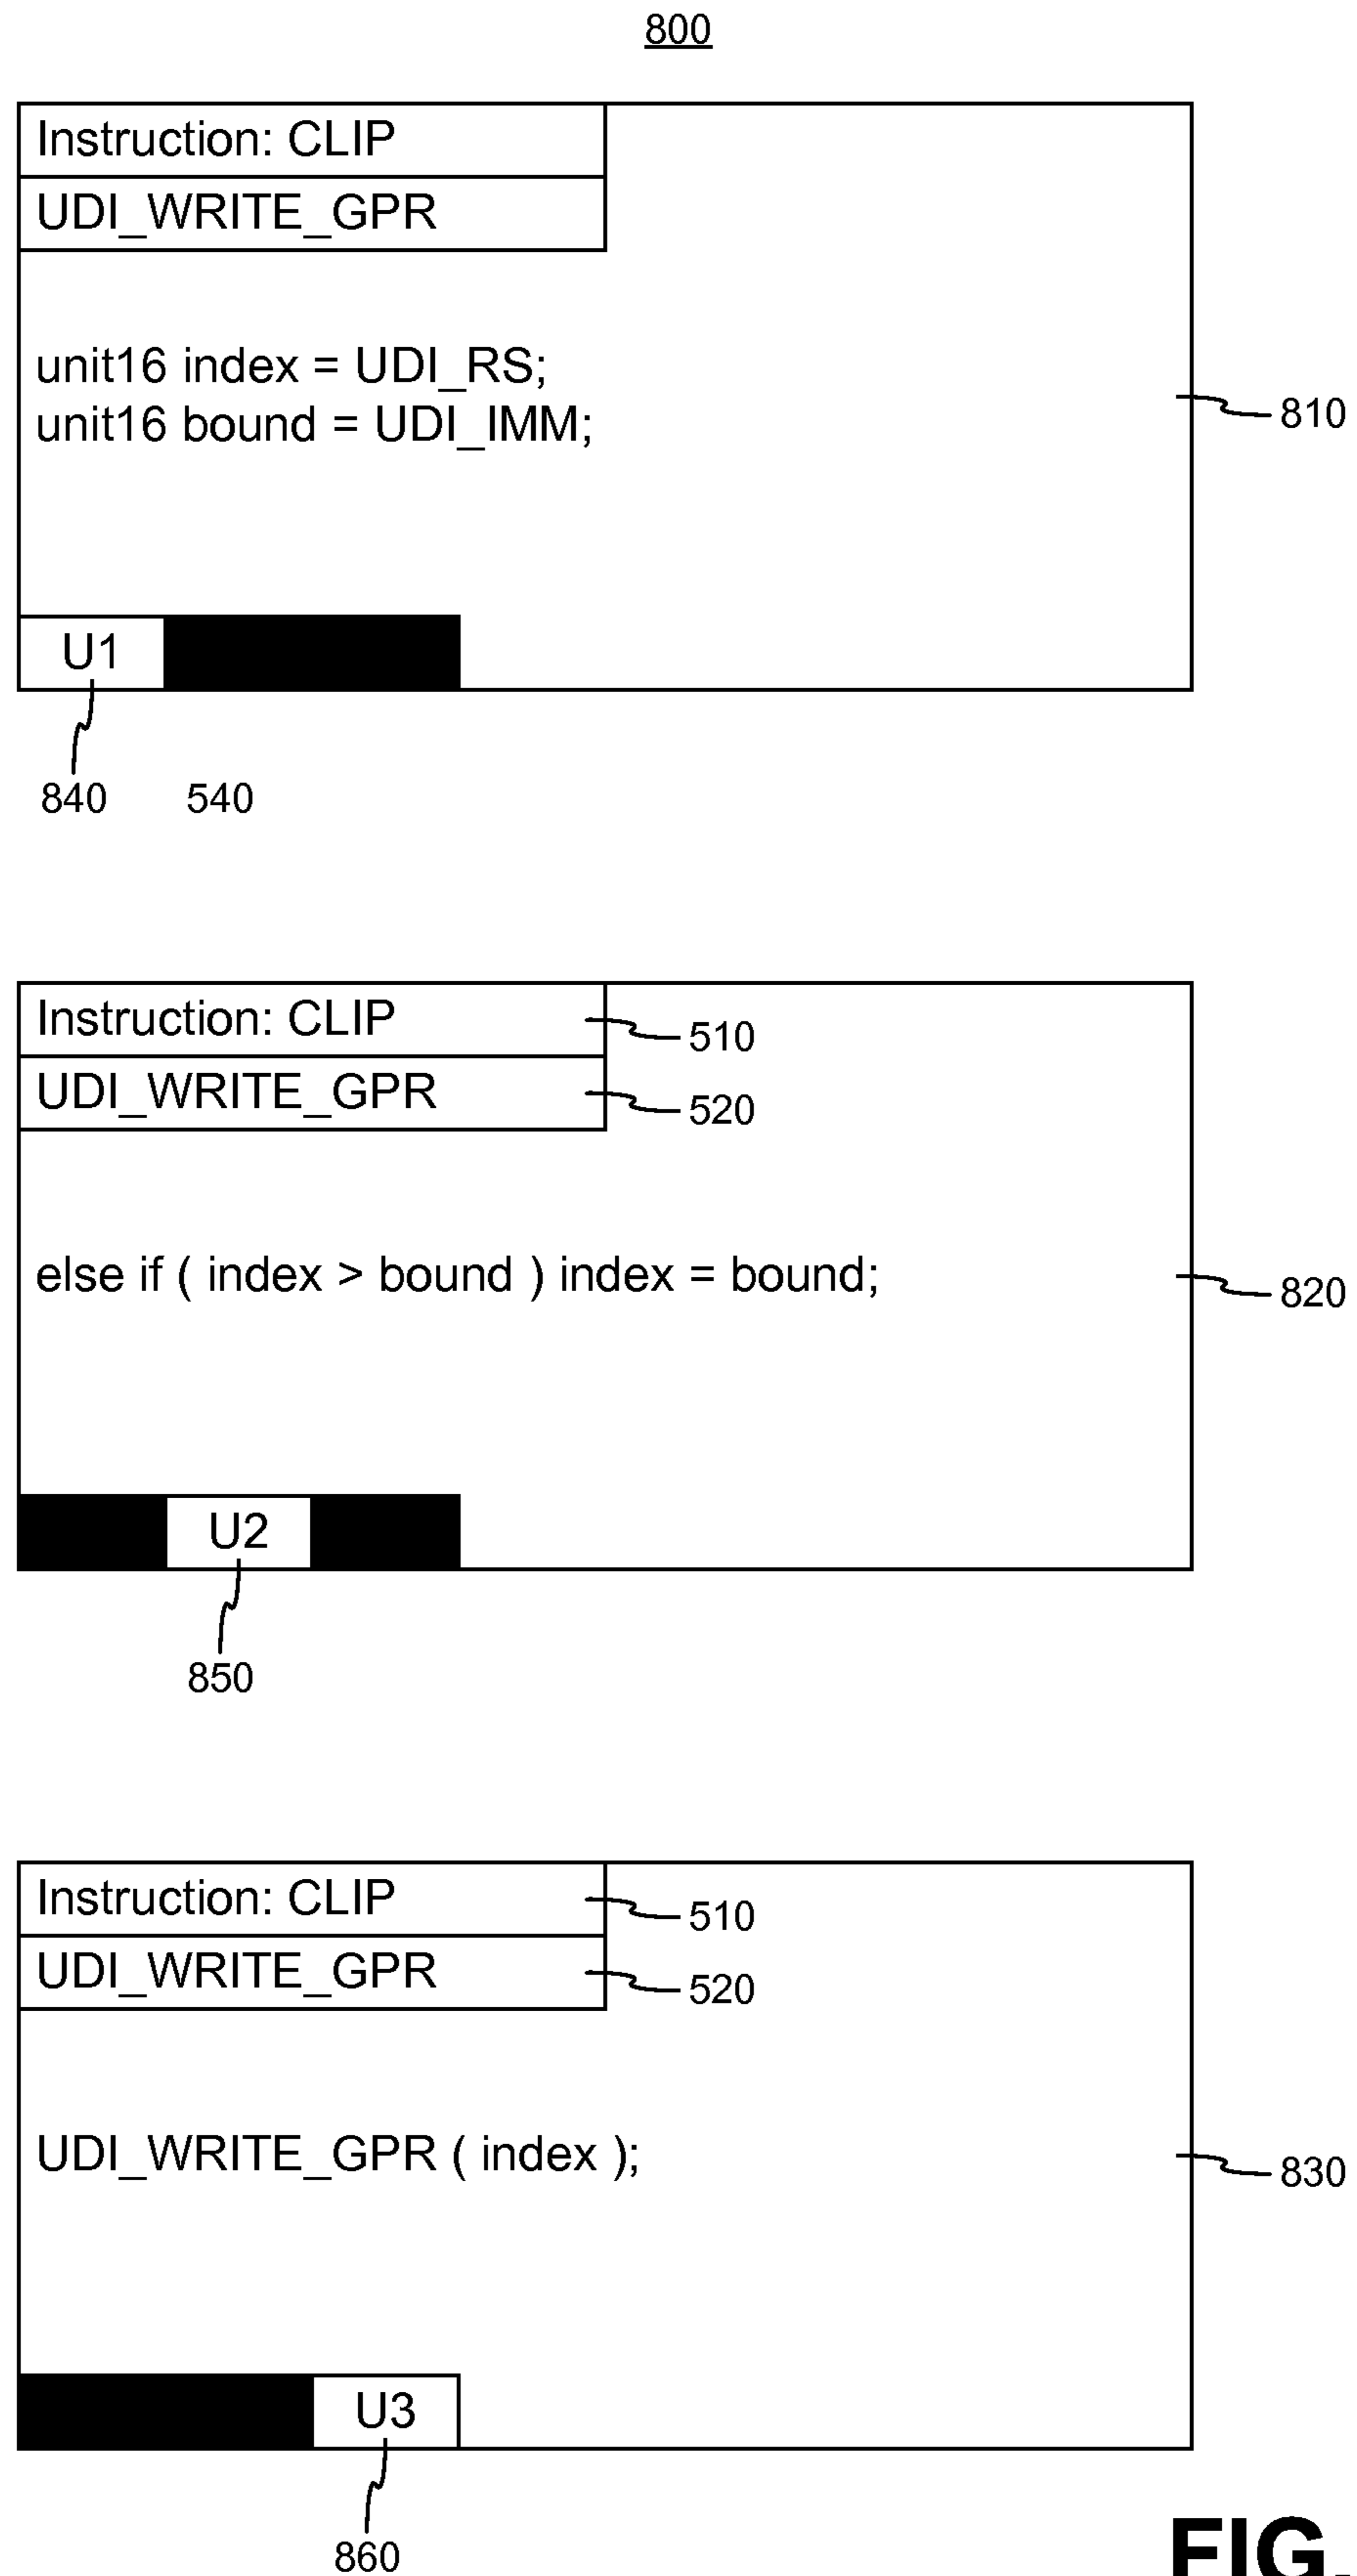 800
Instruction: CLIP
UDI_WRITE_GPR
unit16 index = UDI_RS;
unit16 bound = UDI_IMM;
810
U1
840 540
Instruction: CLIP
510
UDI_WRITE_GPR
520
else if ( index > bound ) index = bound;
820
U2
850
Instruction: CLIP
510
UDI_WRITE_GPR
520
UDI_WRITE_GPR ( index );
830
U3
860
FIG.